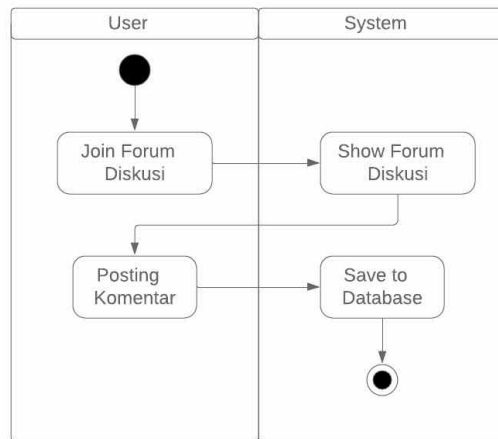 User
System
Join Forum
Diskusi
Show Forum
Diskusi
Posting
Komentar
Save to
Database